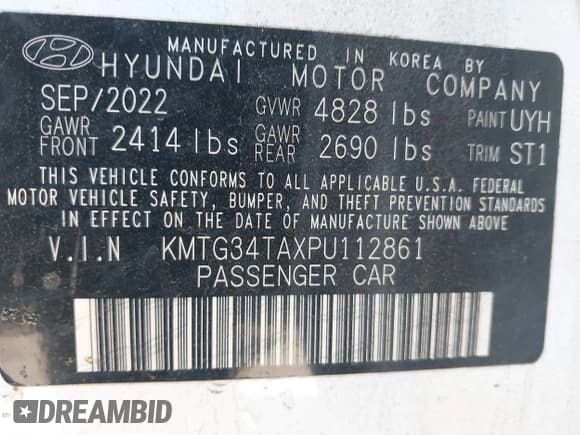 MANUFACTURED IN KOREA BY
HYUNDAI MOTOR COMPANY
SEP/2022 GVWR 4828 lbs PAINT UYH
GAWR FRONT 2414 lbs GAWR REAR 2690 lbs TRIM ST1
THIS VEHICLE CONFORMS TO ALL APPLICABLE U.S.A. FEDERAL
MOTOR VEHICLE SAFETY, BUMPER, AND THEFT PREVENTION STANDARDS
IN EFFECT ON THE DATE OF MANUFACTURE SHOWN ABOVE
V.I.N KMTG34TAXPU112861
PASSENGER CAR
DREAMBID